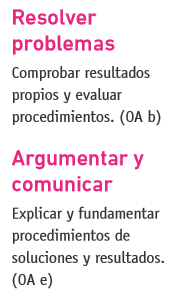 Resolver
problemas
Comprobar resultados
propios y evaluar
procedimientos. (OA b)
Argumentar y
comunicar
Explicar y fundamentar
procedimientos de
soluciones y resultados.
(OA e)